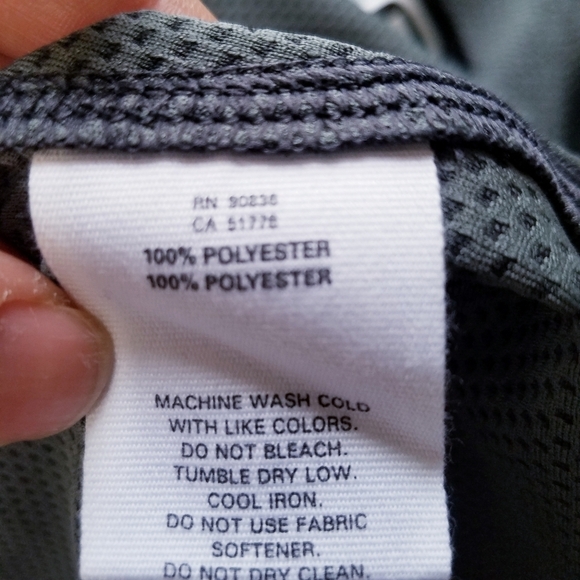 RN 90836
CA 51776
100% POLYESTER
100% POLYESTER
MACHINE WASH COLD
WITH LIKE COLORS.
DO NOT BLEACH.
TUMBLE DRY LOW.
COOL IRON.
DO NOT USE FABRIC
SOFTENER.
DO NOT DRY CLEAN.